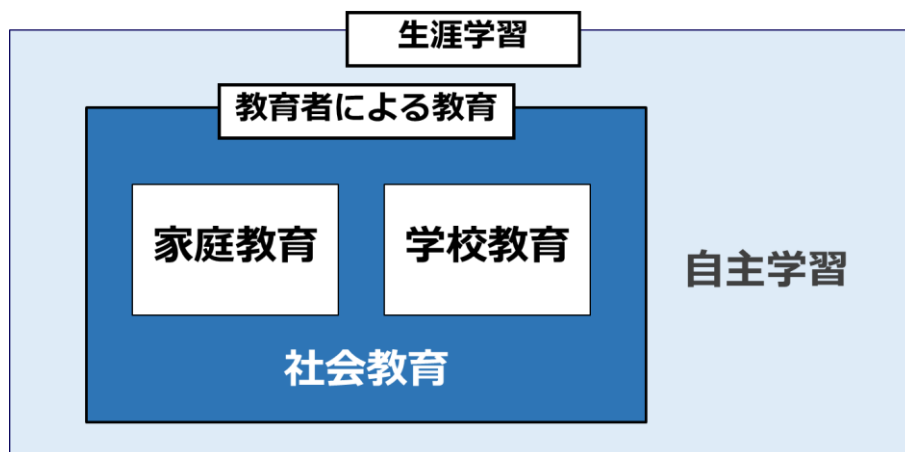 生涯学習
教育者による教育
家庭教育
学校教育
自主学習
社会教育